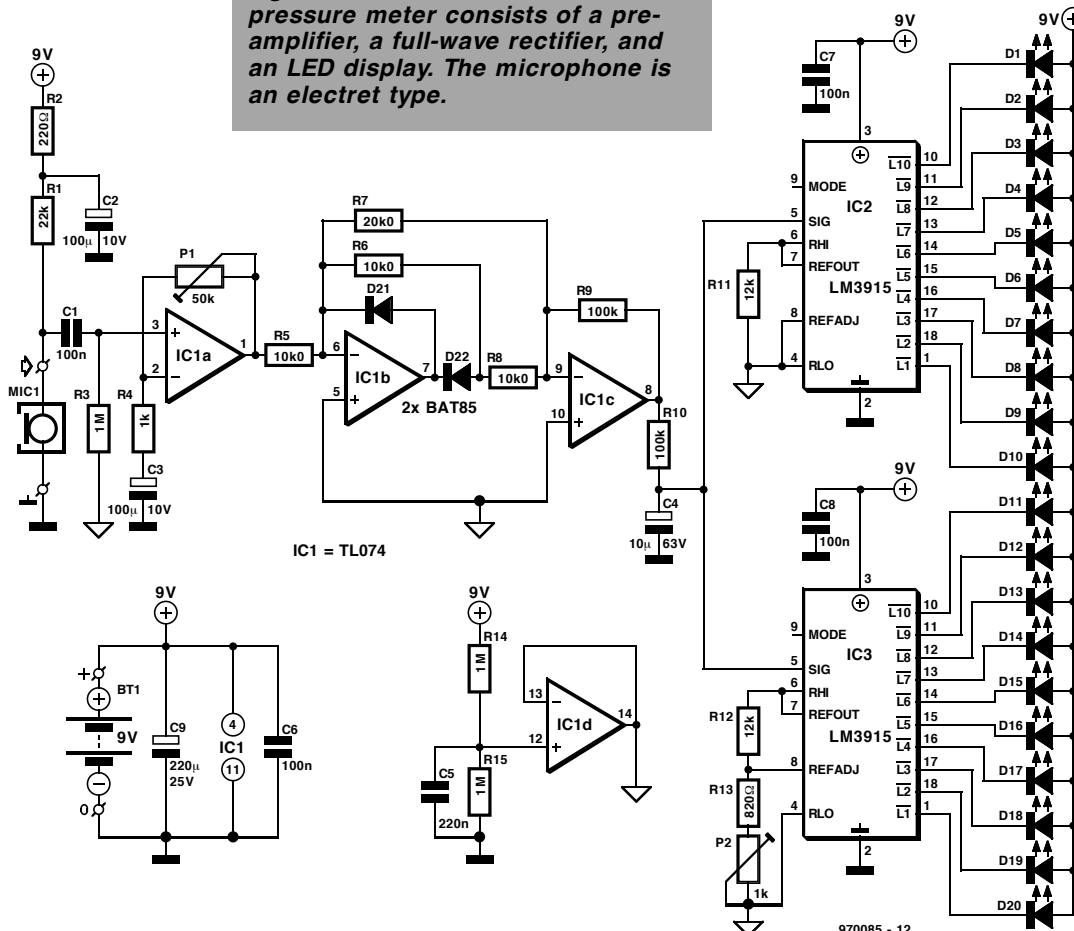 pressure meter consists of a pre-
amplifier, a full-wave rectifier, and
an LED display. The microphone is
an electret type.
9V
R2
220Ω
R1
22k
C2
100µ 10V
P1
50k
C1
100n
MIC1
R3
1M
R4
1k
C3
100µ 10V
3
2
1
IC1a
R5
10k0
R7
20k0
R6
10k0
D21
6
5
7
IC1b
D22
2x BAT85
R8
10k0
R9
100k
9
10
8
IC1c
R10
100k
C4
10µ 63V
IC1 = TL074
9V
BT1
9V
0
C9
220µ
25V
4
IC1
11
C6
100n
9V
R14
1M
R15
1M
C5
220n
13
12
14
IC1d
9V
C7
100n
3
9 MODE
5 SIG
6 RHI
7 REFOUT
8 REFADJ
4 RLO
2
IC2
LM3915
R11
12k
L10 10
L9 11
L8 12
L7 13
L6 14
L5 15
L4 16
L3 17
L2 18
L1 1
9V
C8
100n
3
9 MODE
5 SIG
6 RHI
7 REFOUT
8 REFADJ
4 RLO
2
IC3
LM3915
R12
12k
R13
820Ω
P2
1k
L10 10
L9 11
L8 12
L7 13
L6 14
L5 15
L4 16
L3 17
L2 18
L1 1
9V
D1
D2
D3
D4
D5
D6
D7
D8
D9
D10
D11
D12
D13
D14
D15
D16
D17
D18
D19
D20
970085 - 12